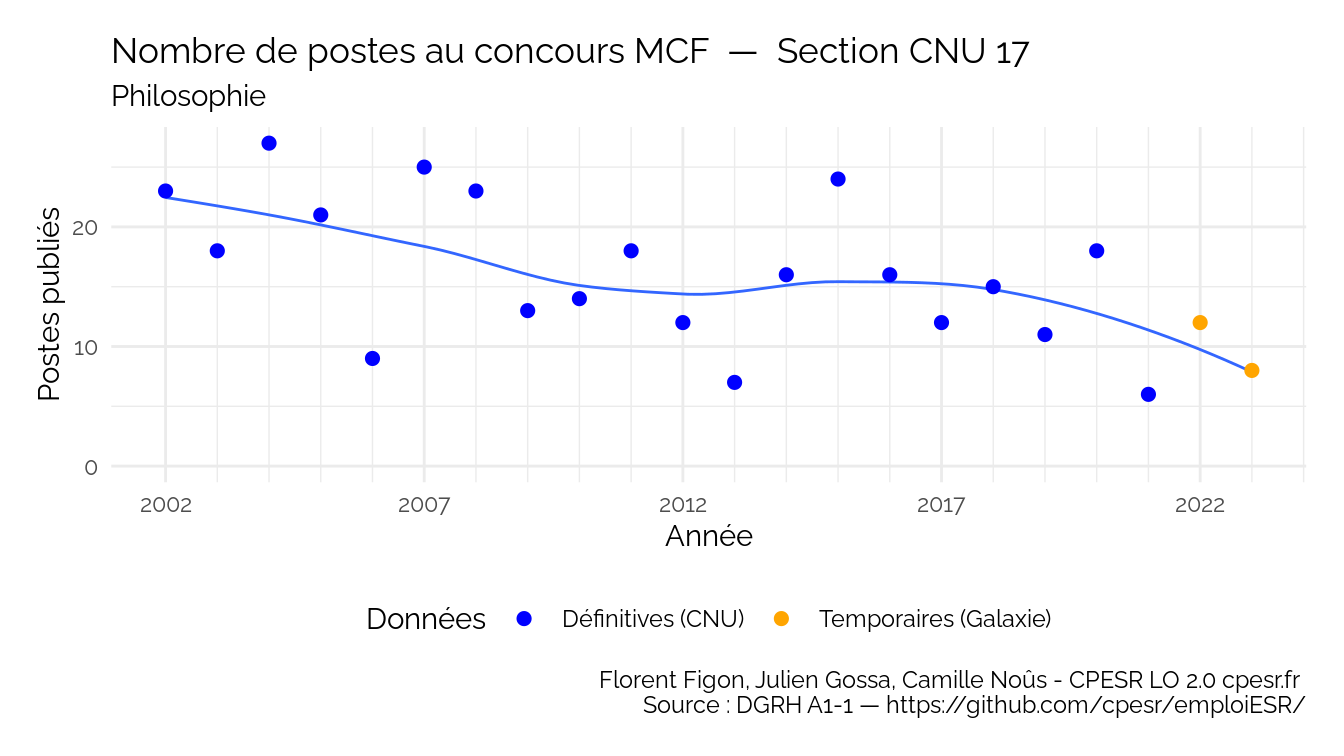 Nombre de postes au concours MCF — Section CNU 17
Philosophie
Postes publiés
20
10
0
2002 2007 2012 2017 2022
Année
Données Définitives (CNU) Temporaires (Galaxie)
Florent Figon, Julien Gossa, Camille Noûs - CPESR LO 2.0 cpesr.fr
Source : DGRH A1-1 — https://github.com/cpesr/emploiESR/